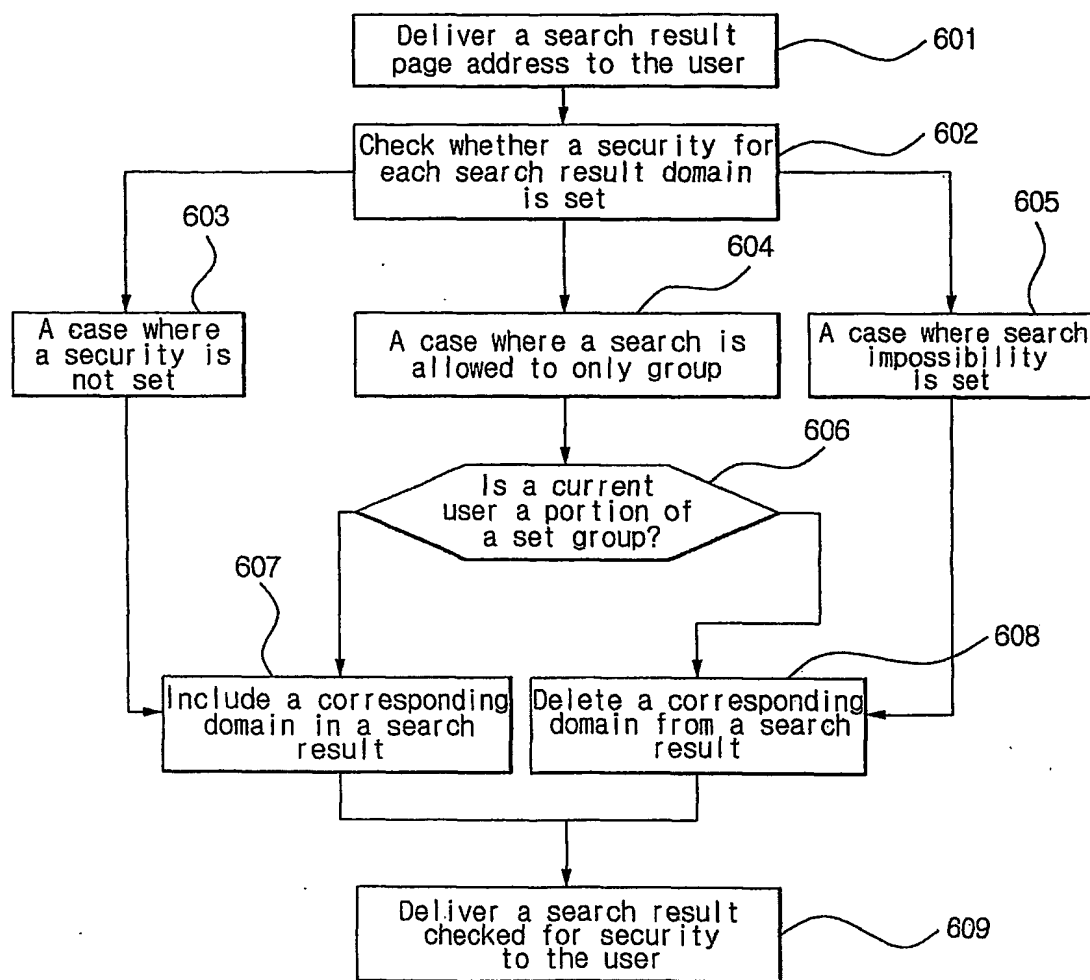 Deliver a search result
page address to the user
601
Check whether a security for
each search result domain
is set
602
603
604
605
A case where
a security is
not set
A case where a search is
allowed to only group
A case where search
impossibility
is set
606
Is a current
user a portion of
a set group?
607
608
Include a corresponding
domain in a search
result
Delete a corresponding
domain from a search
result
Deliver a search result
checked for security
to the user
609